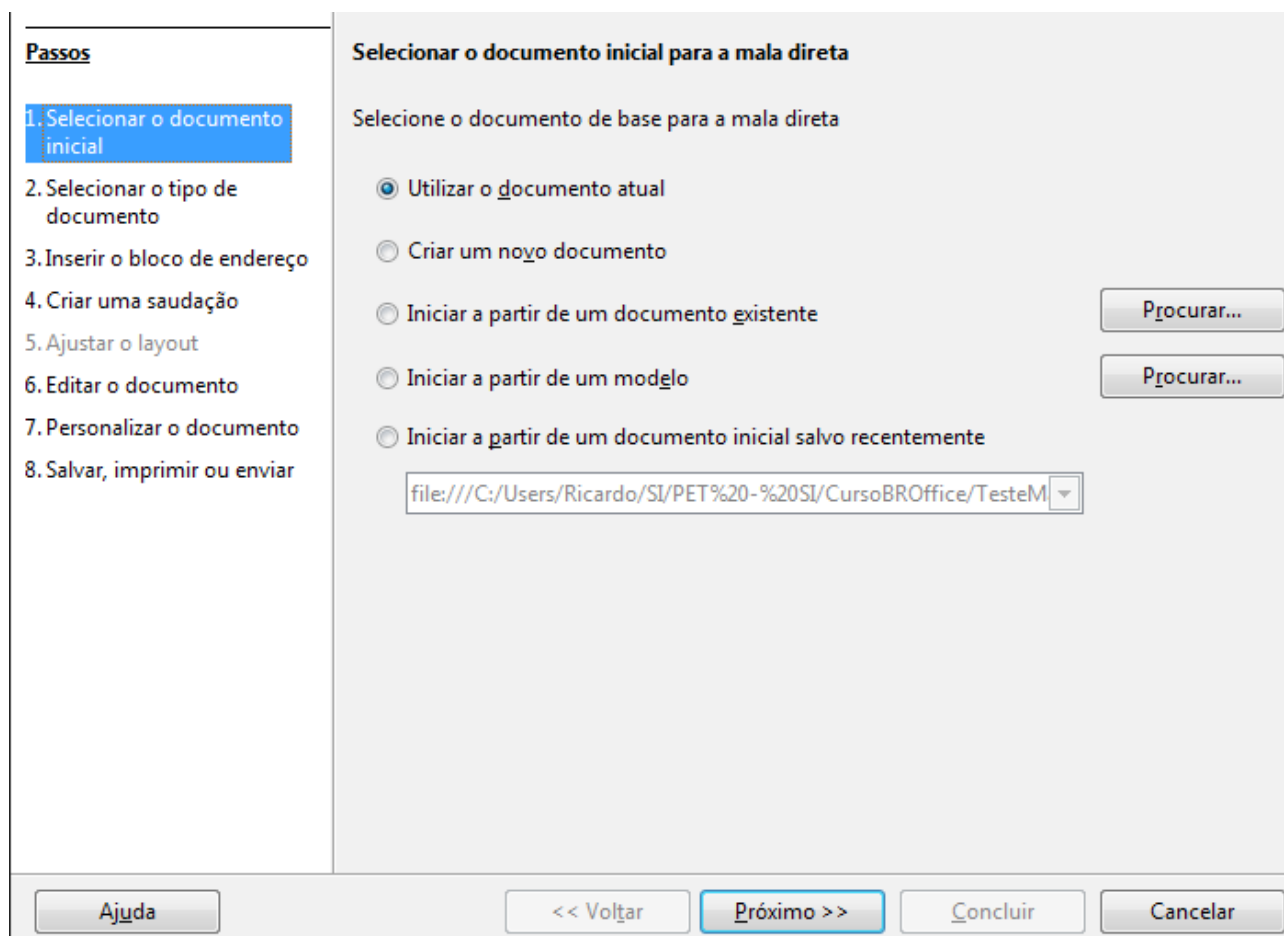 Passos
1. Selecionar o documento
inicial
2. Selecionar o tipo de
documento
3. Inserir o bloco de endereço
4. Criar uma saudação
5. Ajustar o layout
6. Editar o documento
7. Personalizar o documento
8. Salvar, imprimir ou enviar
Selecionar o documento inicial para a mala direta
Selecione o documento de base para a mala direta
Utilizar o documento atual
Criar um novo documento
Iniciar a partir de um documento existente
Procurar...
Iniciar a partir de um modelo
Procurar...
Iniciar a partir de um documento inicial salvo recentemente
file:///C:/Users/Ricardo/SI/PET%20-%20SI/CursoBROffice/TesteM
Ajuda
<< Voltar
Próximo >>
Concluir
Cancelar